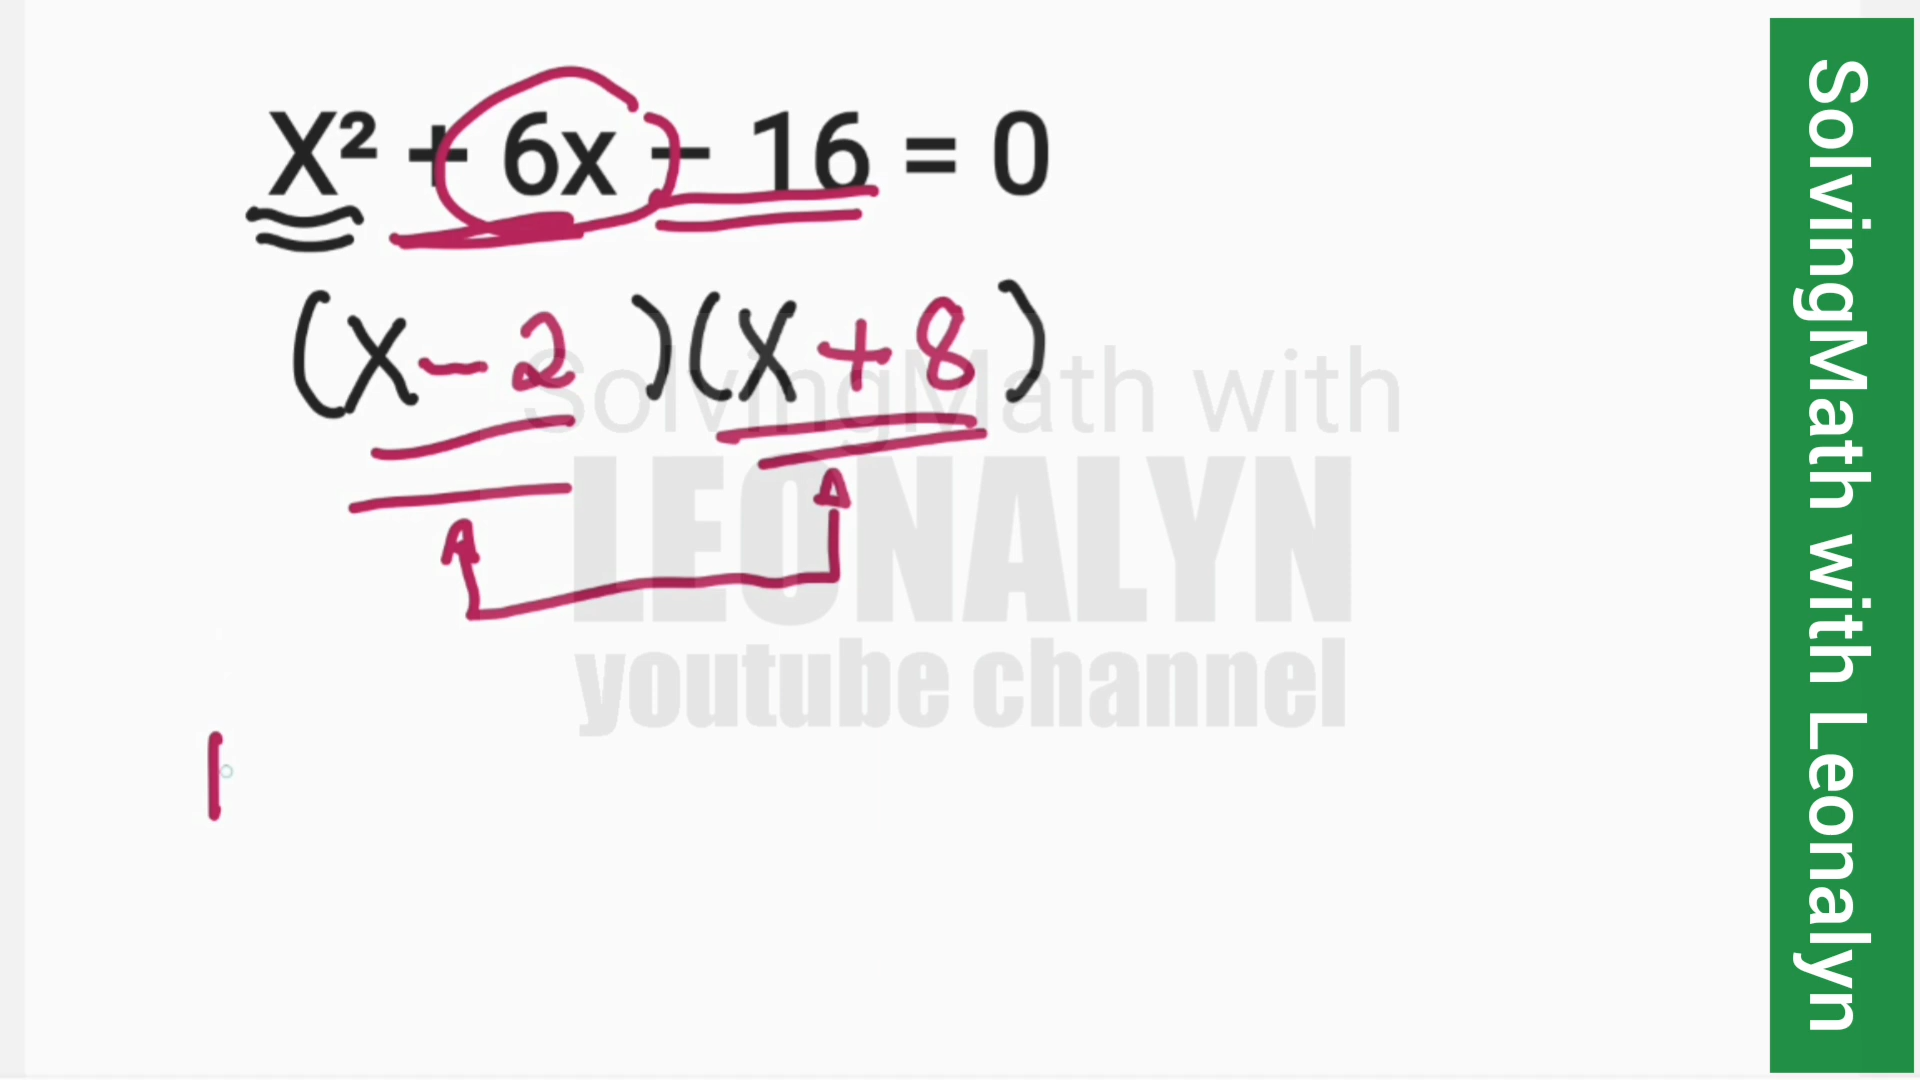 X² + 6x − 16 = 0
(x − 2)(x + 8)
SolvingMath with
LEONALYN
youtube channel
SolvingMath with Leonalyn